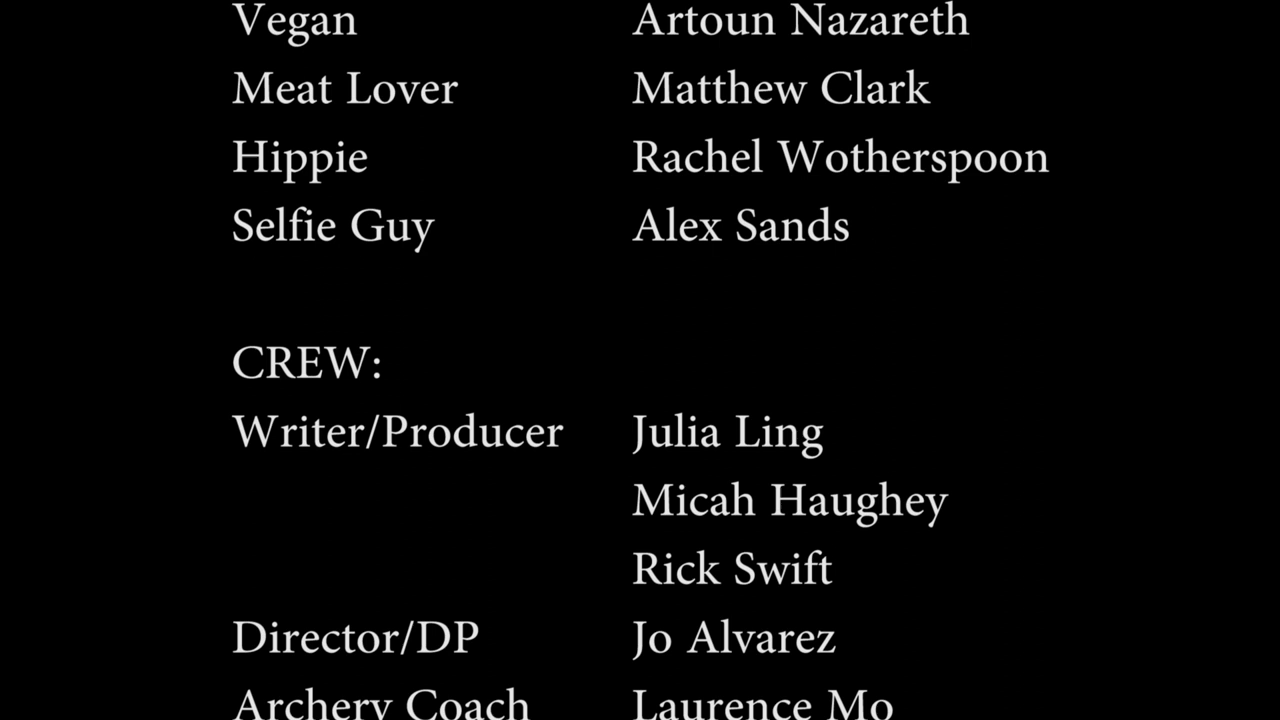 Vegan Artoun Nazareth
Meat Lover Matthew Clark
Hippie Rachel Wotherspoon
Selfie Guy Alex Sands
CREW:
Writer/Producer Julia Ling
Micah Haughey
Rick Swift
Director/DP Jo Alvarez
Archery Coach Laurence Mo